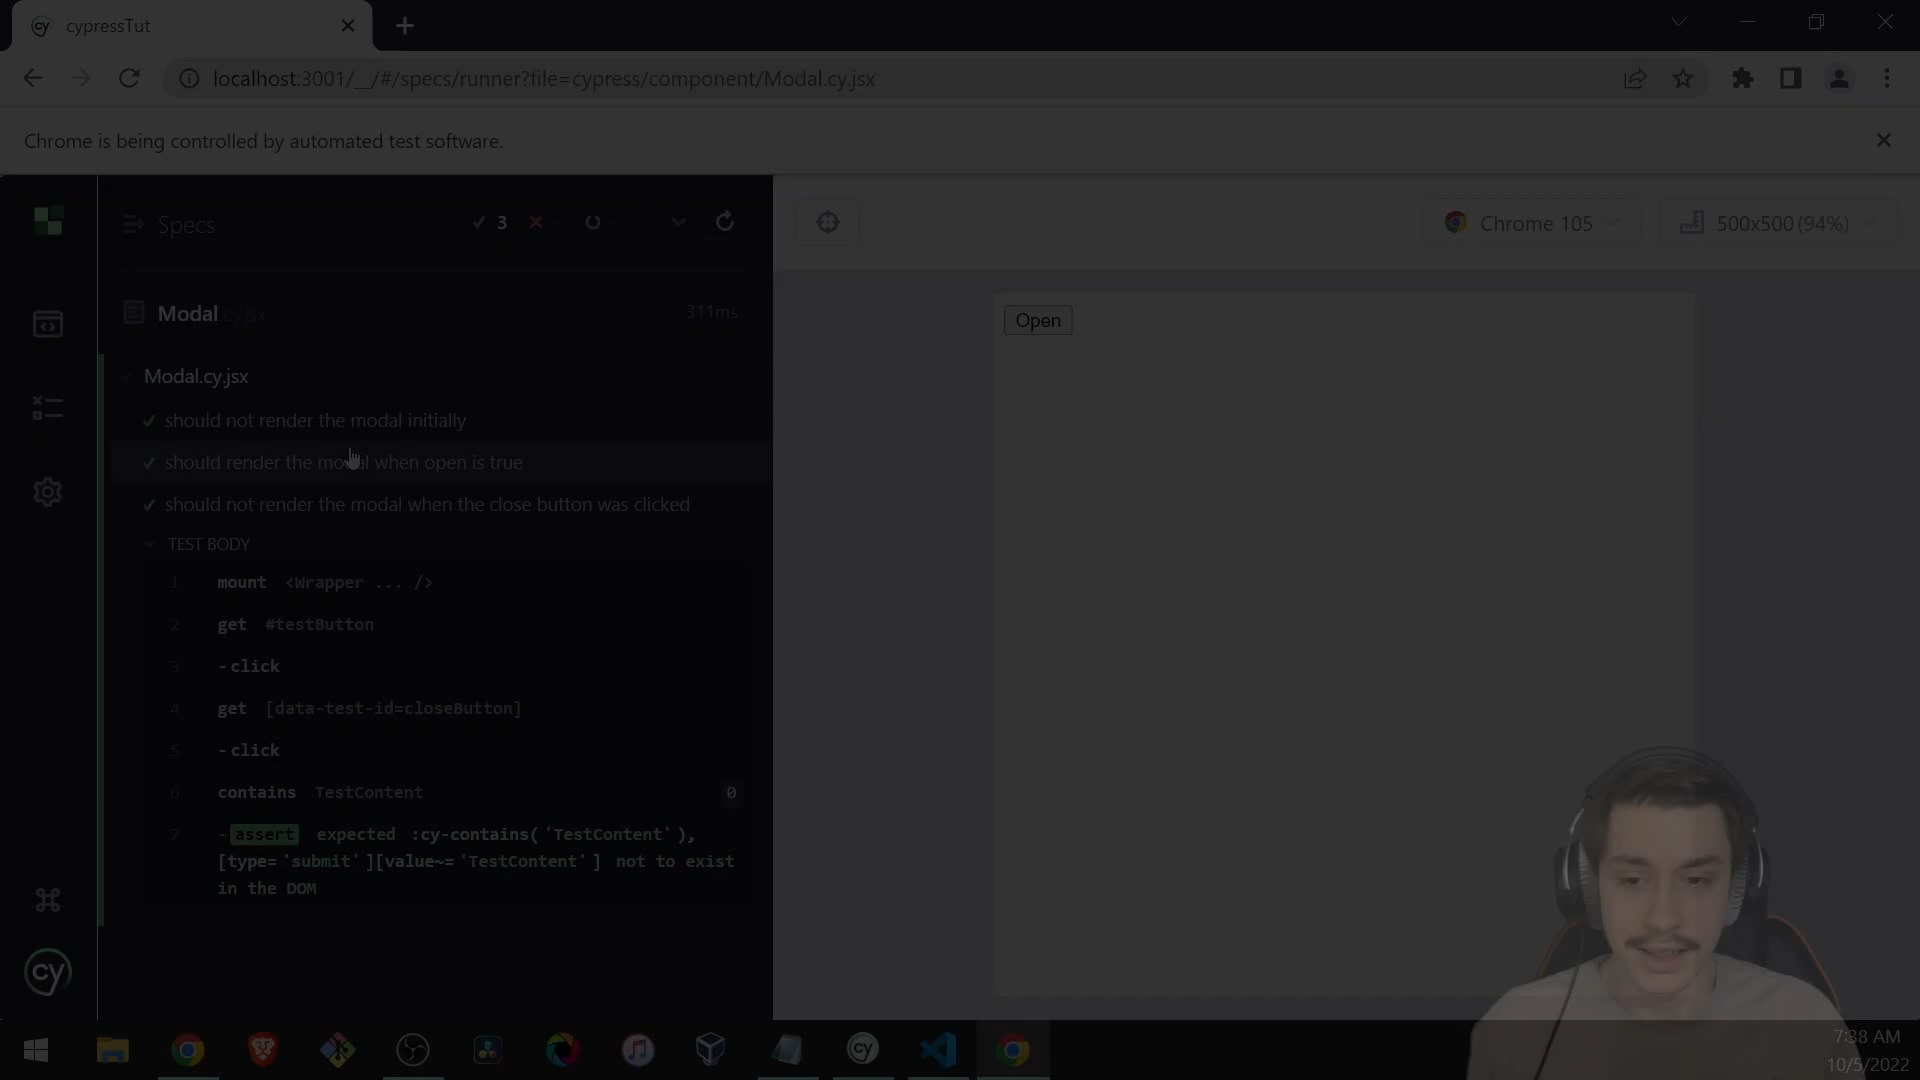 cypressTut
localhost:3001/__/#/specs/runner?file=cypress/component/Modal.cy.jsx
Chrome is being controlled by automated test software.
Specs
3
Chrome 105
500x500 (94%)
Modal.cy.jsx
311ms
Open
Modal.cy.jsx
should not render the modal initially
should render the modal when open is true
should not render the modal when the close button was clicked
TEST BODY
1 mount <Wrapper ... />
2 get #testButton
3 -click
4 get [data-test-id=closeButton]
5 -click
6 contains TestContent 0
7 -assert expected :cy-contains('TestContent'),
[type='submit'][value~='TestContent'] not to exist
in the DOM
cy
7:38 AM
10/5/2022